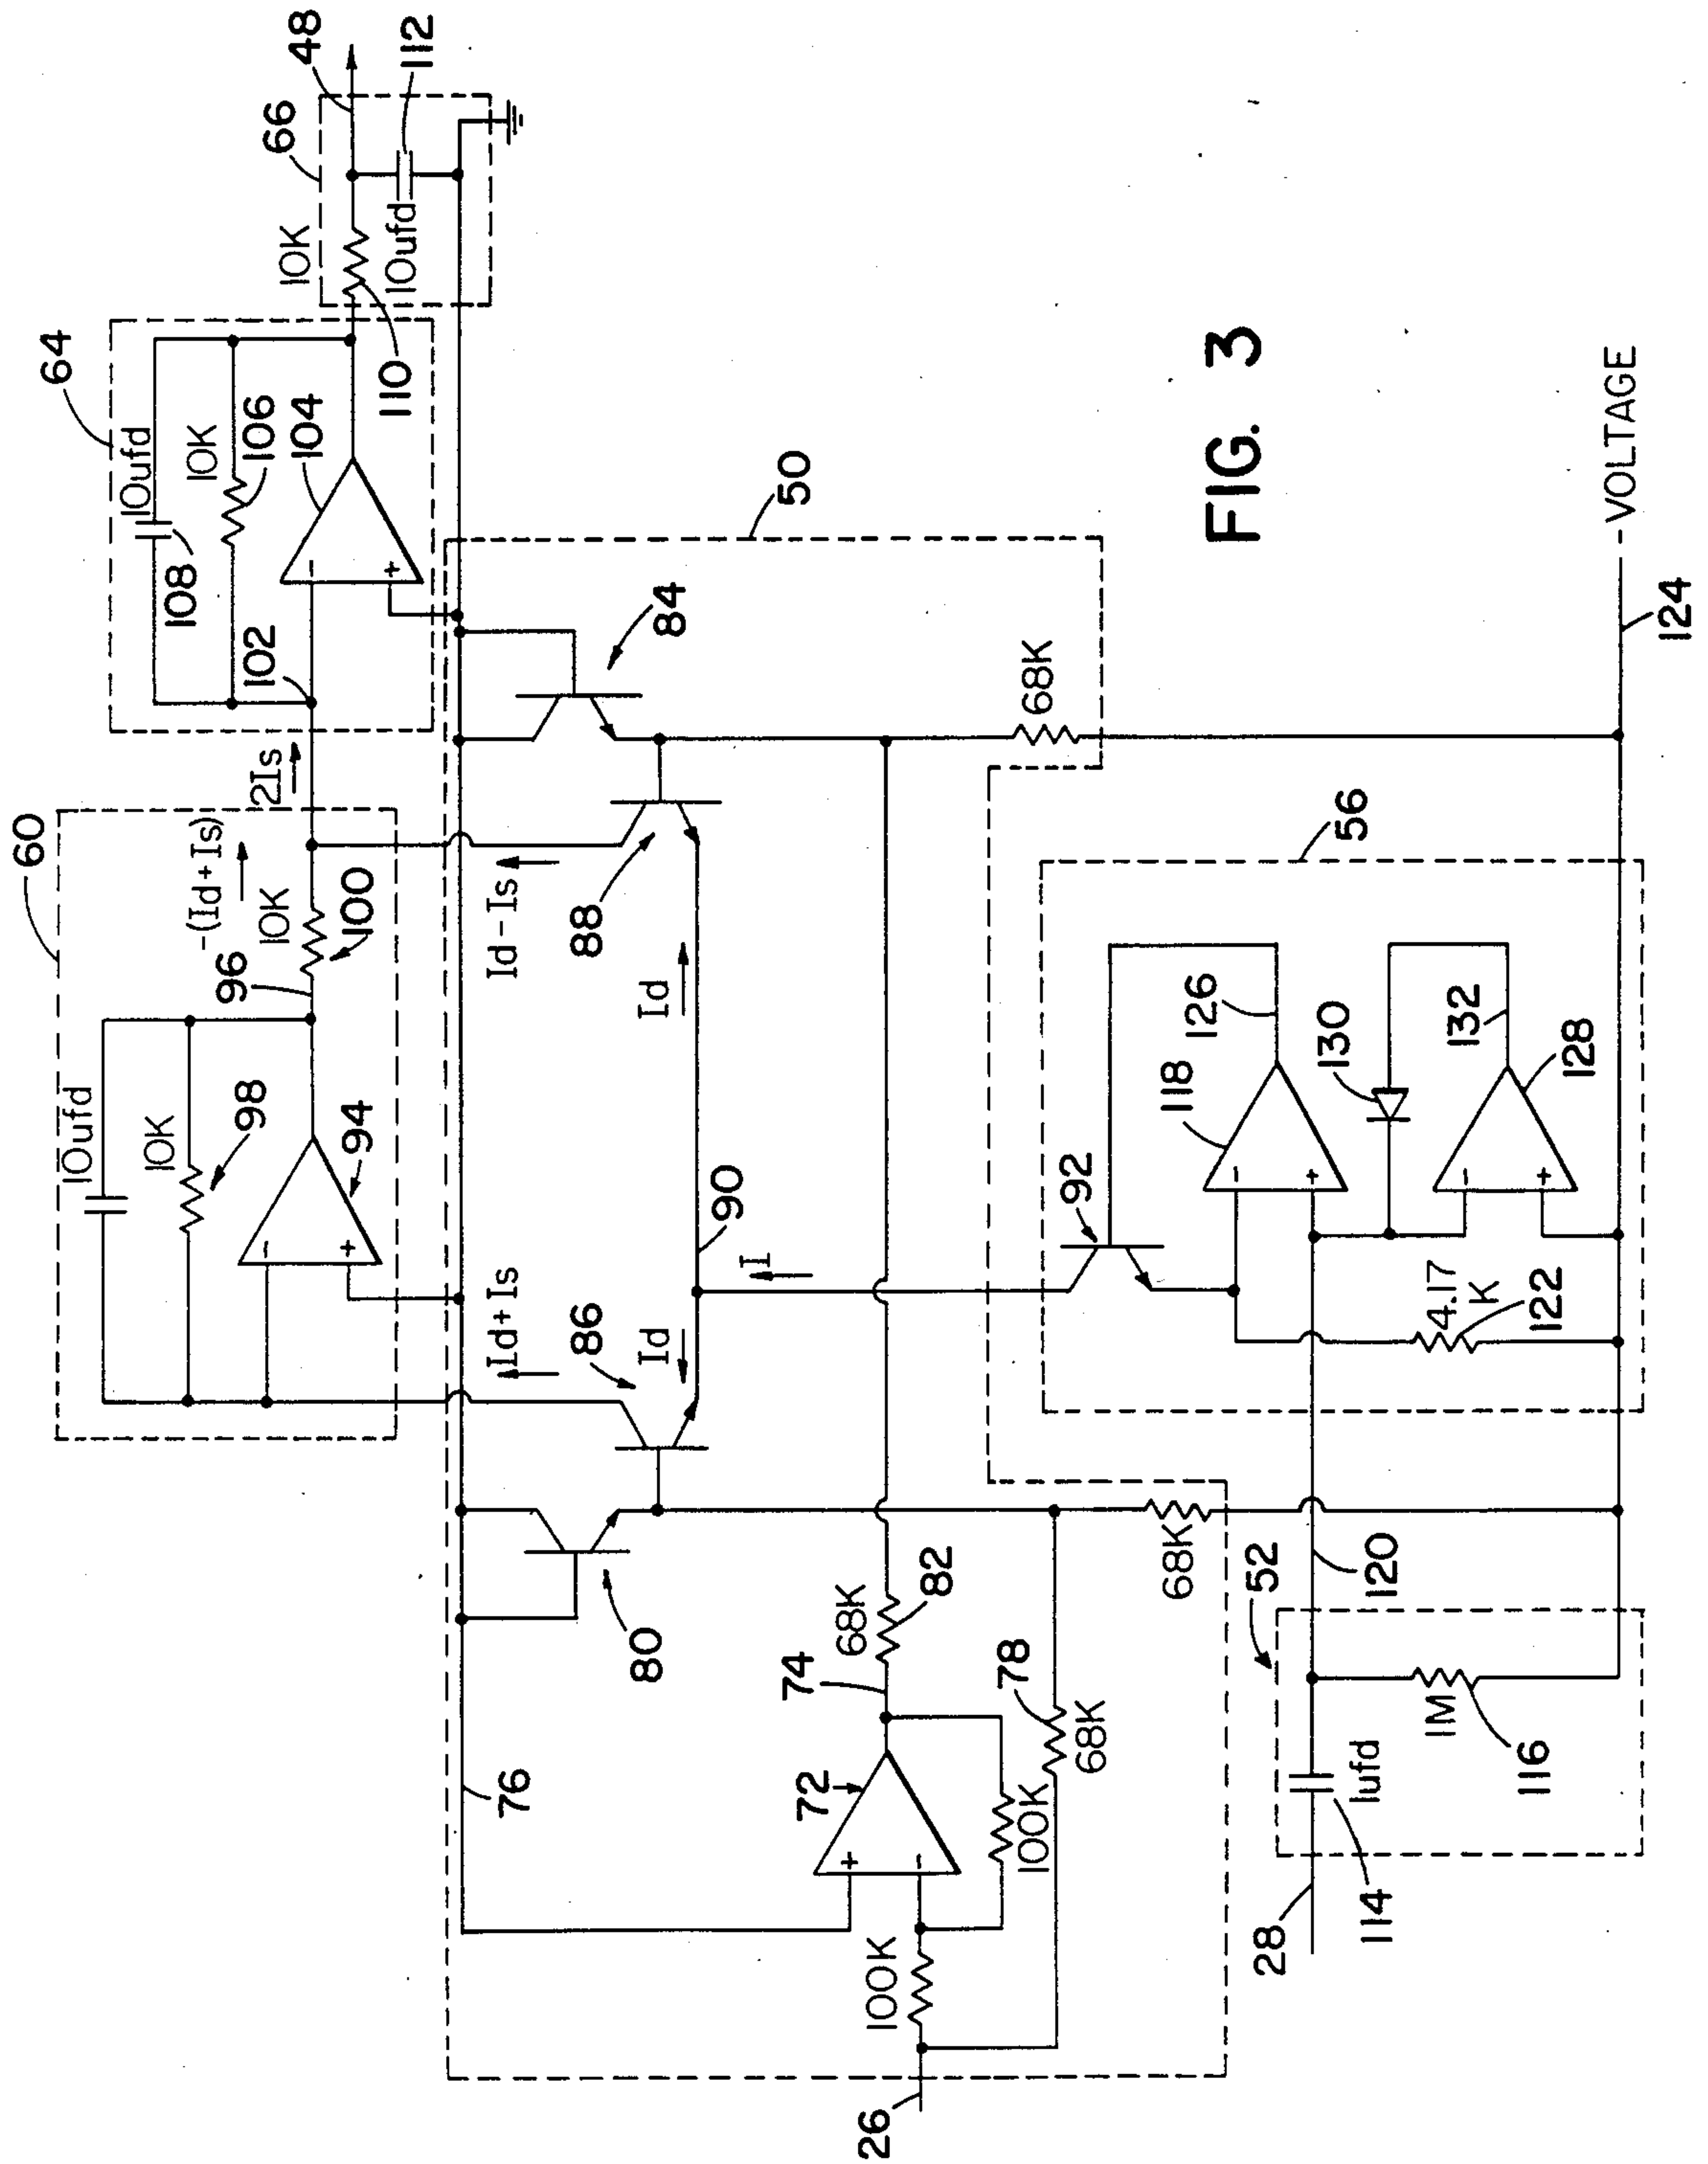 60
64
66
48
112
10ufd
10K
98
94
96
-(Id+Is)
10K
100
2Is
102
10ufd
10K
108
106
104
110
10K
10ufd
76
80
Id+Is
86
Id
90
Id
Id-Is
88
84
50
26
100K
72
100K
74
68K
82
78
68K
68K
68K
I
92
118
126
130
132
128
4.17
K
122
56
28
114
1ufd
1M
116
52
120
-VOLTAGE
124
FIG. 3
-
+
-
+
+
-
-
+
-
+